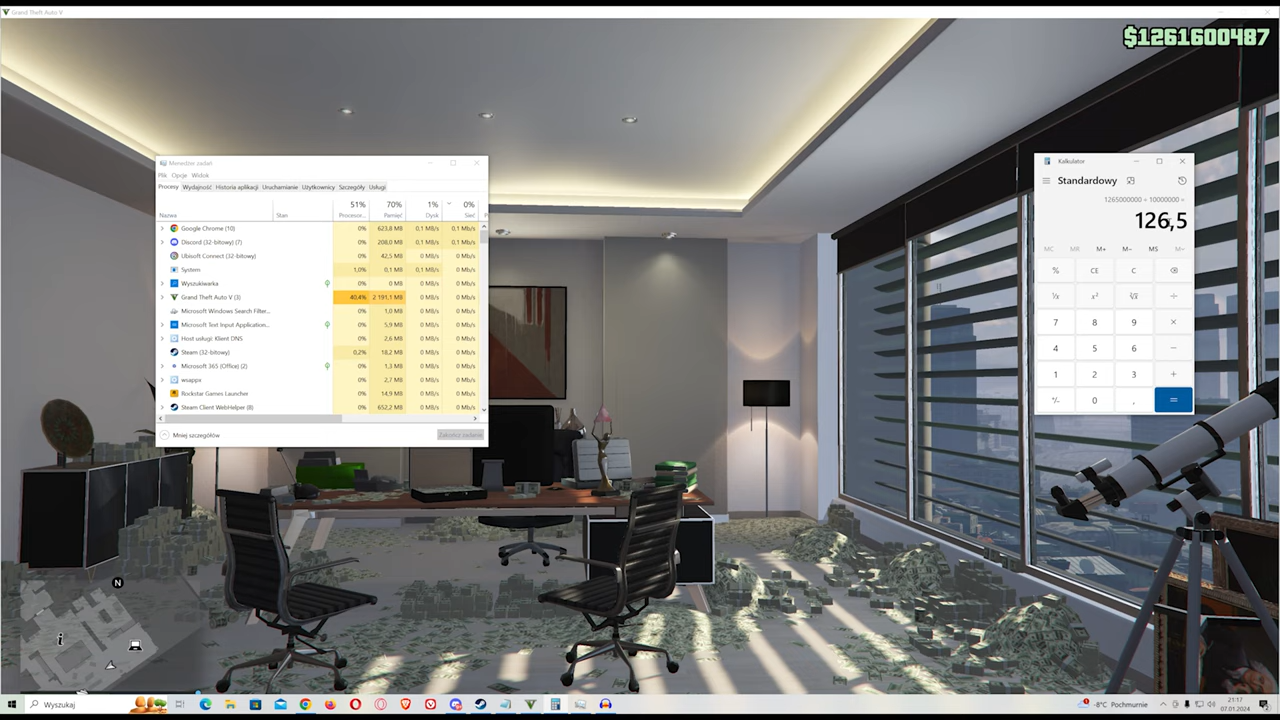 Grand Theft Auto V
$1261600487
Menedżer zadań
Plik Opcje Widok
Procesy Wydajność Historia aplikacji Uruchamianie Użytkownicy Szczegóły Usługi
51% 70% 1% 0%
Nazwa Stan Procesor... Pamięć Dysk Sieć
Google Chrome (10) 0% 623,8 MB 0,1 MB/s 0,1 Mb/s
Discord (32-bitowy) (7) 0% 208,0 MB 0,1 MB/s 0,1 Mb/s
Ubisoft Connect (32-bitowy) 0% 42,5 MB 0,1 MB/s 0 Mb/s
System 1,0% 0,1 MB 0,1 MB/s 0 Mb/s
Wyszukiwarka 0% 0 MB 0 MB/s 0 Mb/s
Grand Theft Auto V (3) 40,4% 2 191,1 MB 0 MB/s 0 Mb/s
Microsoft Windows Search Filter... 0% 1,0 MB 0 MB/s 0 Mb/s
Microsoft Text Input Application... 0% 5,9 MB 0 MB/s 0 Mb/s
Host usługi: Klient DNS 0% 2,6 MB 0 MB/s 0 Mb/s
Steam (32-bitowy) 0,2% 18,2 MB 0 MB/s 0 Mb/s
Microsoft 365 (Office) (2) 0% 1,3 MB 0 MB/s 0 Mb/s
wsappx 0% 2,7 MB 0 MB/s 0 Mb/s
Rockstar Games Launcher 0% 14,9 MB 0 MB/s 0 Mb/s
Steam Client WebHelper (8) 0% 652,2 MB 0 MB/s 0 Mb/s
Mniej szczegółów Zakończ zadanie
Kalkulator
Standardowy
1265000000 ÷ 10000000 =
126,5
MC MR M+ M- MS M˅
% CE C ⌫
¹/x x² ²√x ÷
7 8 9 ×
4 5 6 −
1 2 3 +
+/- 0 , =
N
Wyszukaj
-8°C Pochmurnie
21:17
07.01.2024